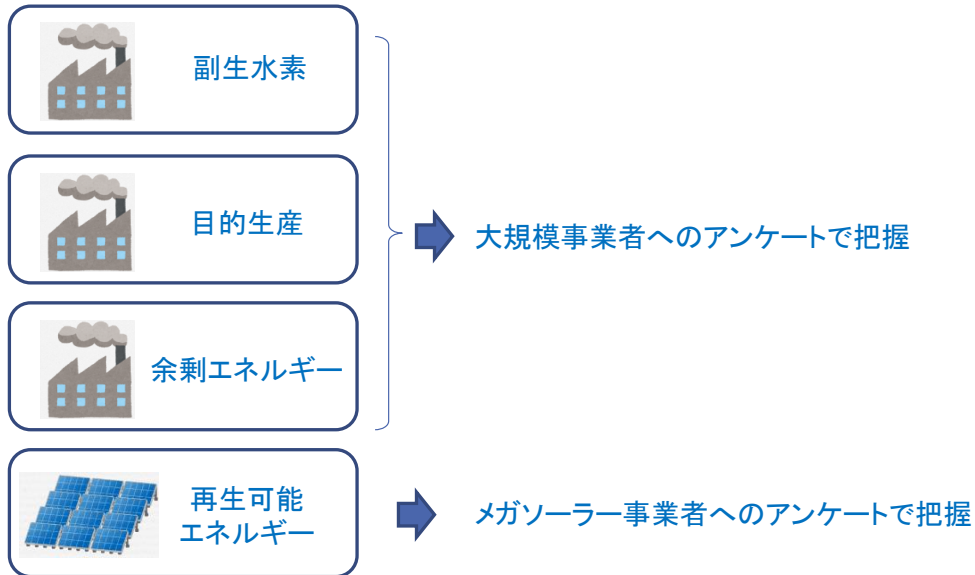 副生水素
目的生産
大規模事業者へのアンケートで把握
余剰エネルギー
再生可能
エネルギー
メガソーラー事業者へのアンケートで把握